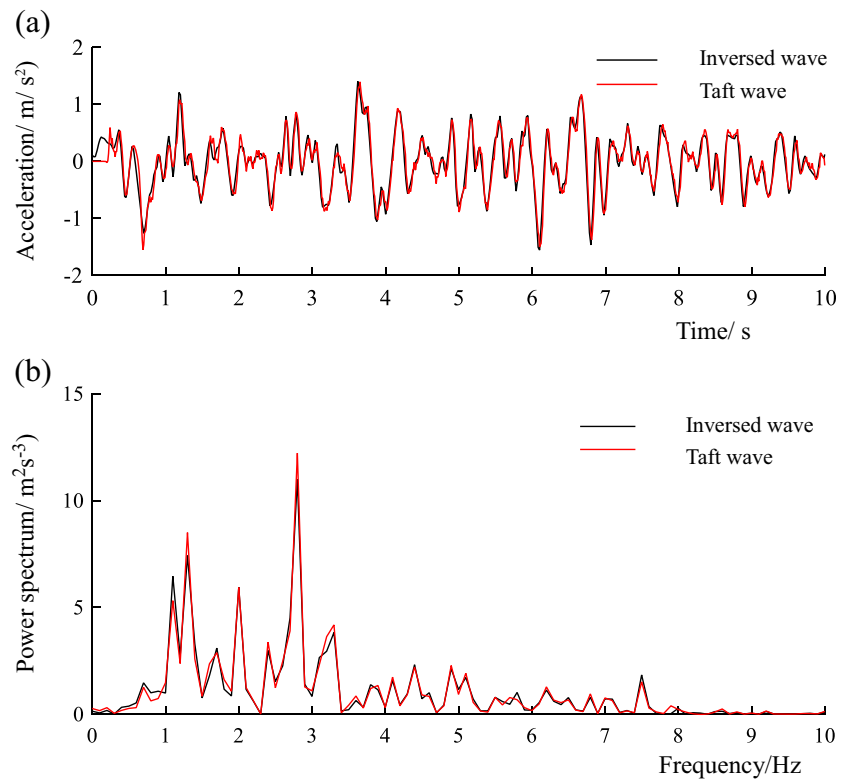 (a)
Acceleration/ m/ s²)
2
1
0
-1
-2
Inversed wave
Taft wave
0 1 2 3 4 5 6 7 8 9 10
Time/ s
(b)
Power spectrum/ m²s⁻³)
15
10
5
0
Inversed wave
Taft wave
0 1 2 3 4 5 6 7 8 9 10
Frequency/Hz